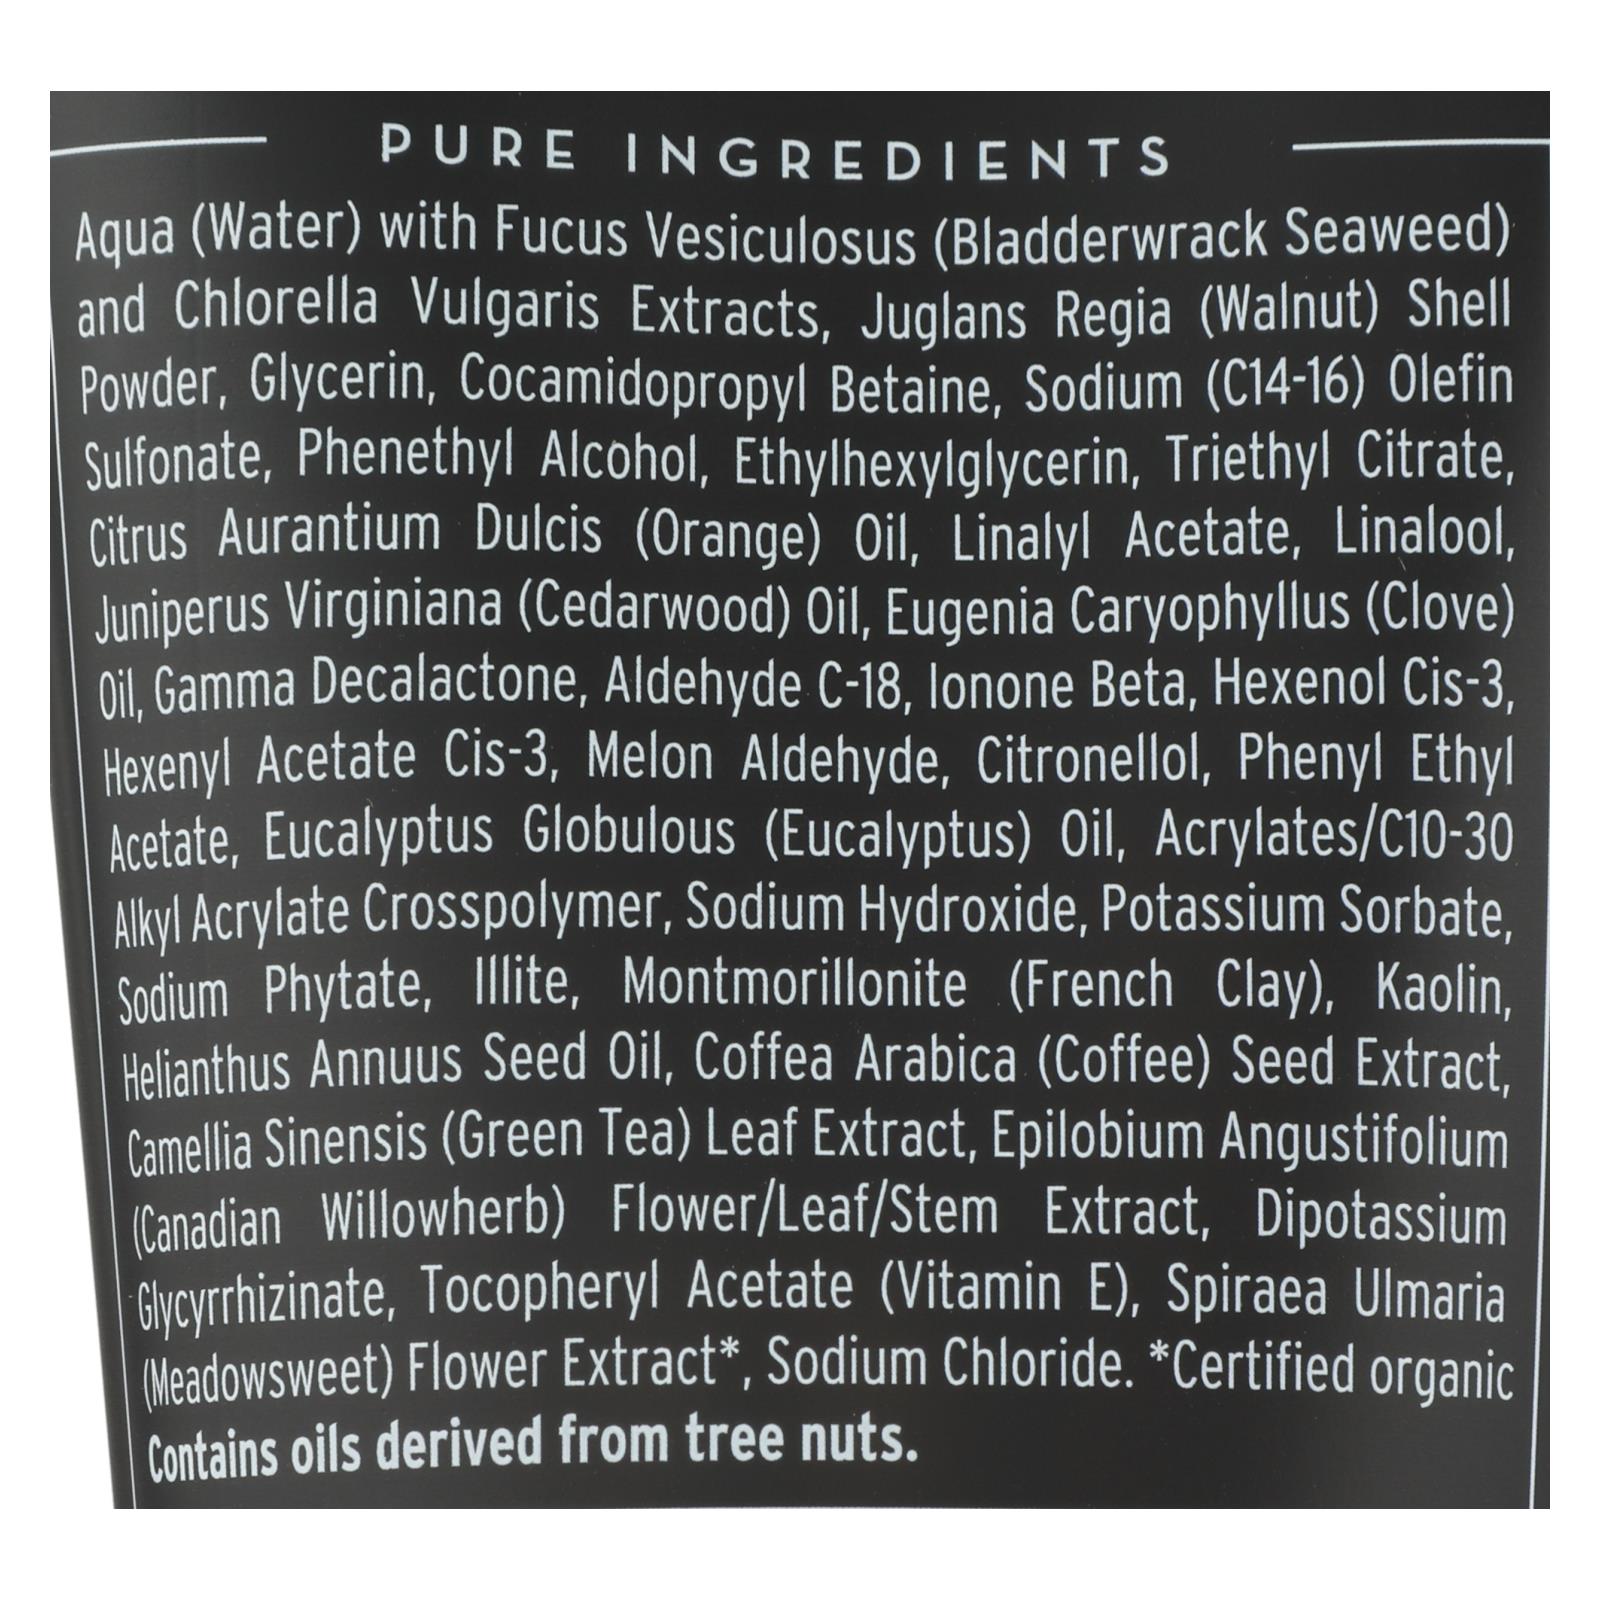 PURE INGREDIENTS
Aqua (Water) with Fucus Vesiculosus (Bladderwrack Seaweed)
and Chlorella Vulgaris Extracts, Juglans Regia (Walnut) Shell
Powder, Glycerin, Cocamidopropyl Betaine, Sodium (C14-16) Olefin
Sulfonate, Phenethyl Alcohol, Ethylhexylglycerin, Triethyl Citrate,
Citrus Aurantium Dulcis (Orange) Oil, Linalyl Acetate, Linalool,
Juniperus Virginiana (Cedarwood) Oil, Eugenia Caryophyllus (Clove)
Oil, Gamma Decalactone, Aldehyde C-18, Ionone Beta, Hexenol Cis-3,
Hexenyl Acetate Cis-3, Melon Aldehyde, Citronellol, Phenyl Ethyl
Acetate, Eucalyptus Globulous (Eucalyptus) Oil, Acrylates/C10-30
Alkyl Acrylate Crosspolymer, Sodium Hydroxide, Potassium Sorbate,
Sodium Phytate, Illite, Montmorillonite (French Clay), Kaolin,
Helianthus Annuus Seed Oil, Coffea Arabica (Coffee) Seed Extract,
Camellia Sinensis (Green Tea) Leaf Extract, Epilobium Angustifolium
(Canadian Willowherb) Flower/Leaf/Stem Extract, Dipotassium
Glycyrrhizinate, Tocopheryl Acetate (Vitamin E), Spiraea Ulmaria
(Meadowsweet) Flower Extract*, Sodium Chloride. *Certified organic
Contains oils derived from tree nuts.